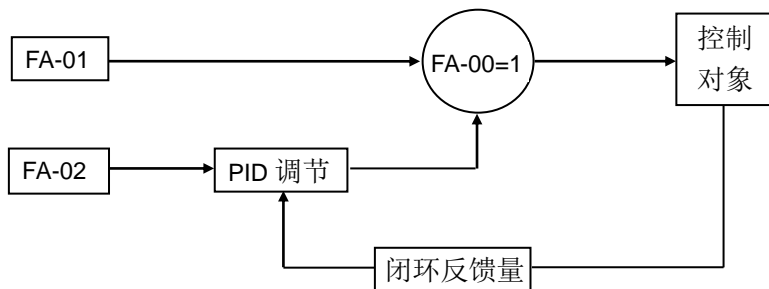 FA-01
FA-00=1
控制
对象
FA-02
PID 调节
闭环反馈量